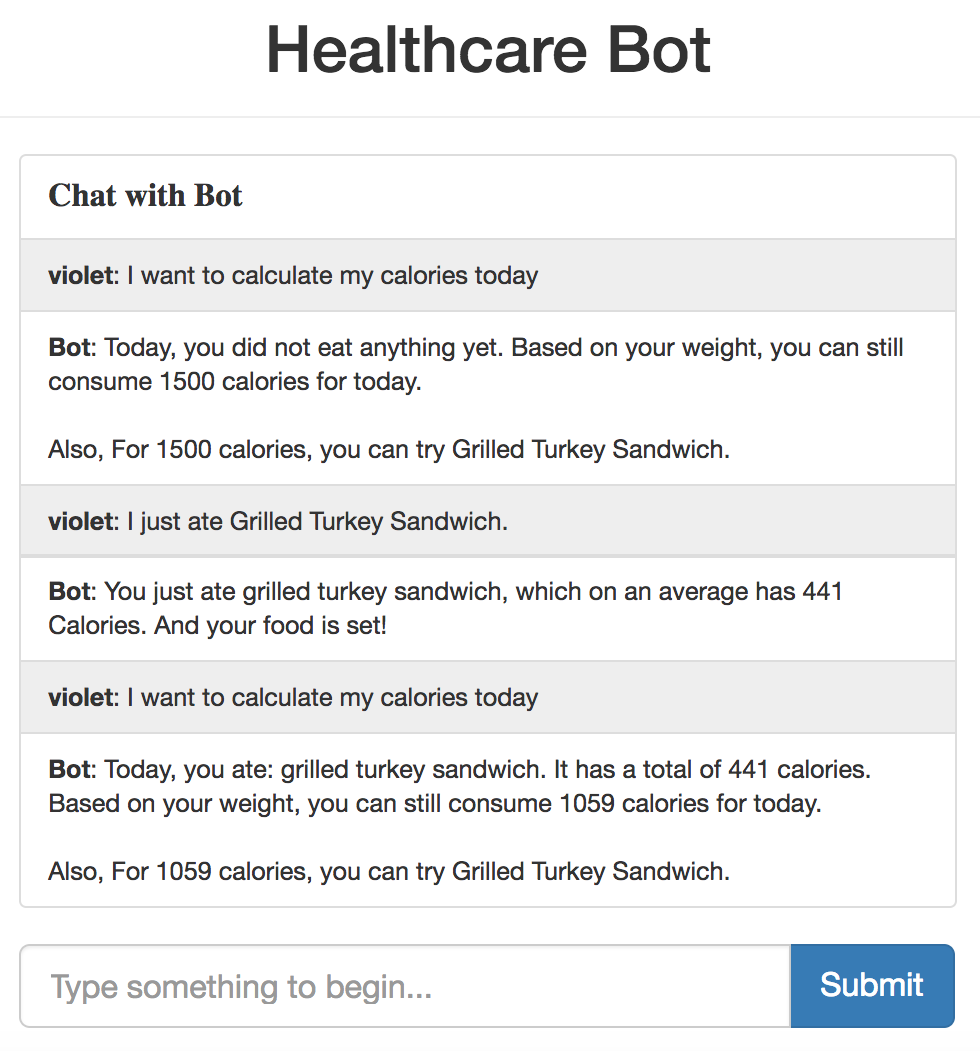 Healthcare Bot
Chat with Bot
violet: I want to calculate my calories today
Bot: Today, you did not eat anything yet. Based on your weight, you can still
consume 1500 calories for today.
Also, For 1500 calories, you can try Grilled Turkey Sandwich.
violet: I just ate Grilled Turkey Sandwich.
Bot: You just ate grilled turkey sandwich, which on an average has 441
Calories. And your food is set!
violet: I want to calculate my calories today
Bot: Today, you ate: grilled turkey sandwich. It has a total of 441 calories.
Based on your weight, you can still consume 1059 calories for today.
Also, For 1059 calories, you can try Grilled Turkey Sandwich.
Type something to begin...
Submit